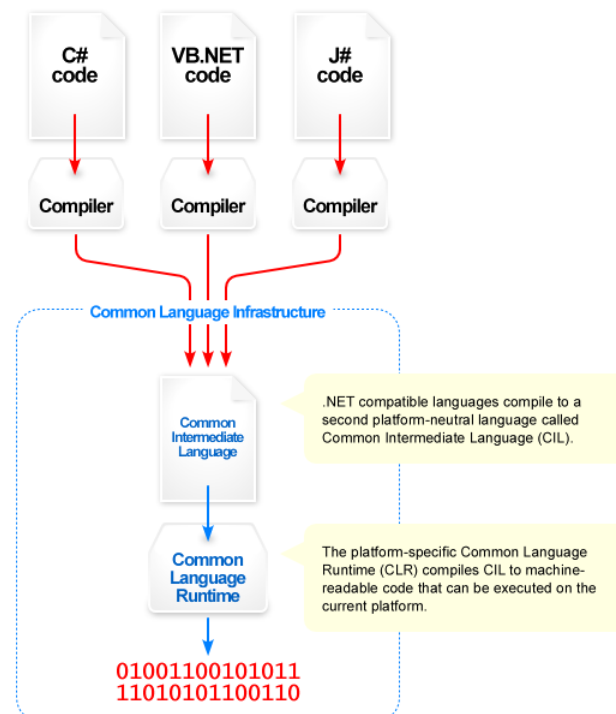 C#
code
VB.NET
code
J#
code
Compiler
Compiler
Compiler
Common Language Infrastructure
Common
Intermediate
Language
.NET compatible languages compile to a
second platform-neutral language called
Common Intermediate Language (CIL).
Common
Language
Runtime
The platform-specific Common Language
Runtime (CLR) compiles CIL to machine-
readable code that can be executed on the
current platform.
01001100101011
11010101100110